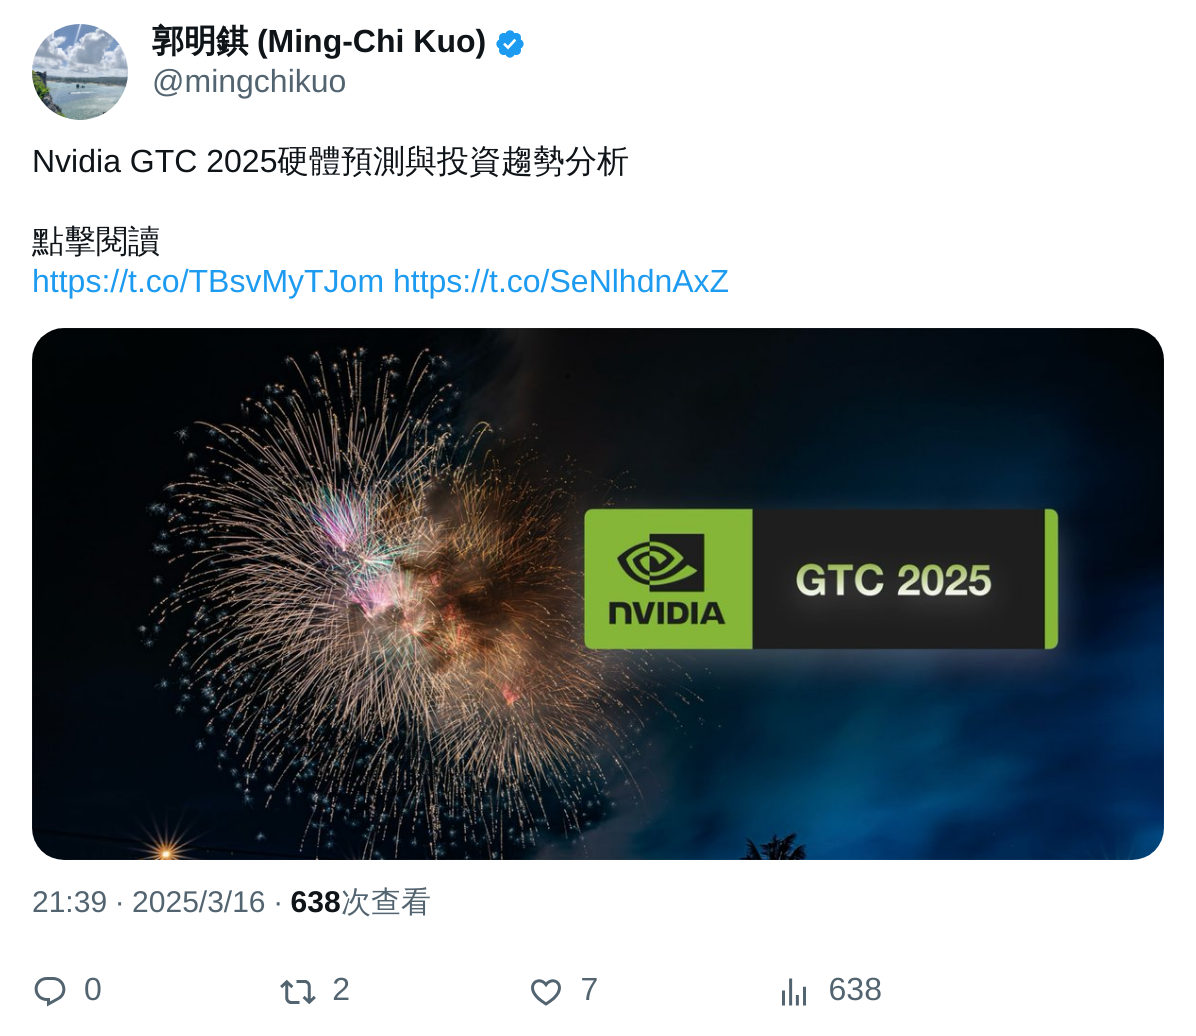 郭明錤 (Ming-Chi Kuo)
@mingchikuo
Nvidia GTC 2025硬體預測與投資趨勢分析
點擊閱讀
https://t.co/TBsvMyTJom https://t.co/SeNlhdnAxZ
NVIDIA
GTC 2025
21:39 · 2025/3/16 · 638次查看
0
2
7
638